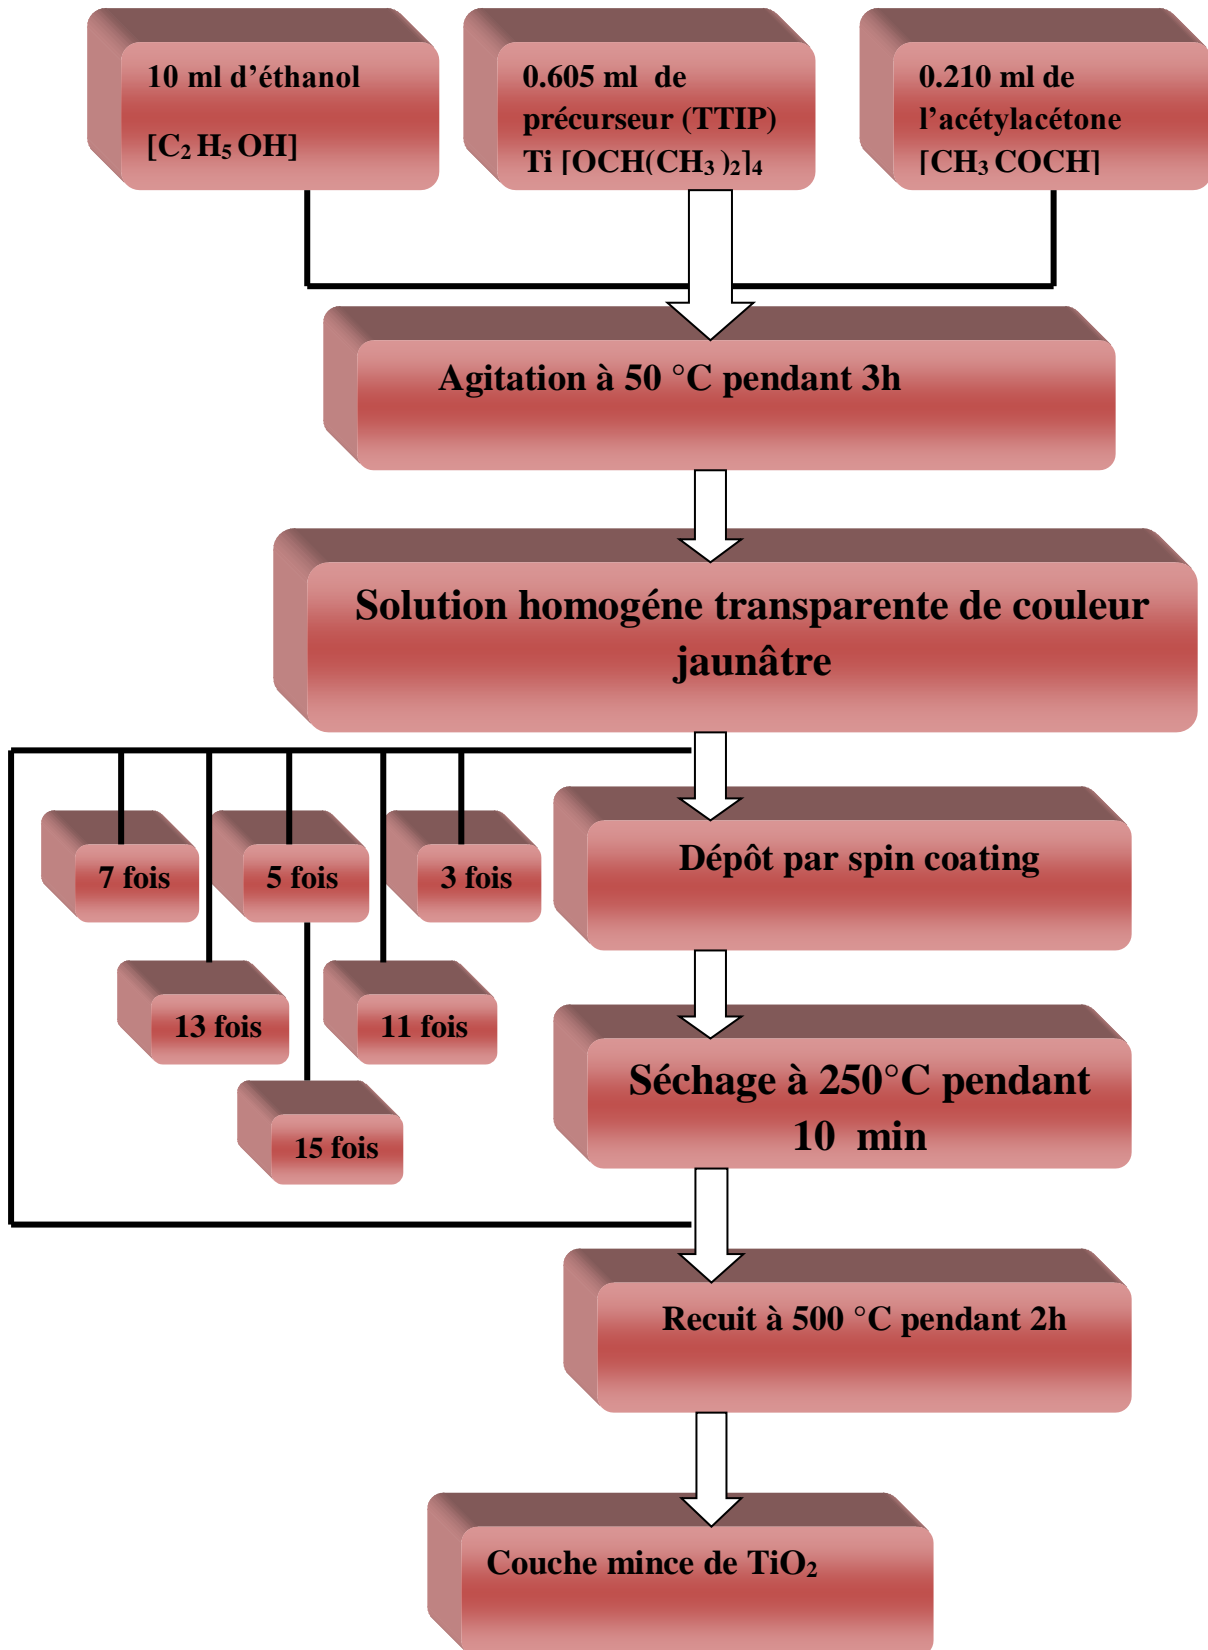 10 ml d’éthanol
[C₂ H₅ OH]
0.605 ml de
précurseur (TTIP)
Ti [OCH(CH₃ )₂]₄
0.210 ml de
l’acétylacétone
[CH₃ COCH]
Agitation à 50 °C pendant 3h
Solution homogéne transparente de couleur
jaunâtre
7 fois
5 fois
3 fois
Dépôt par spin coating
13 fois
11 fois
Séchage à 250°C pendant
10 min
15 fois
Recuit à 500 °C pendant 2h
Couche mince de TiO₂